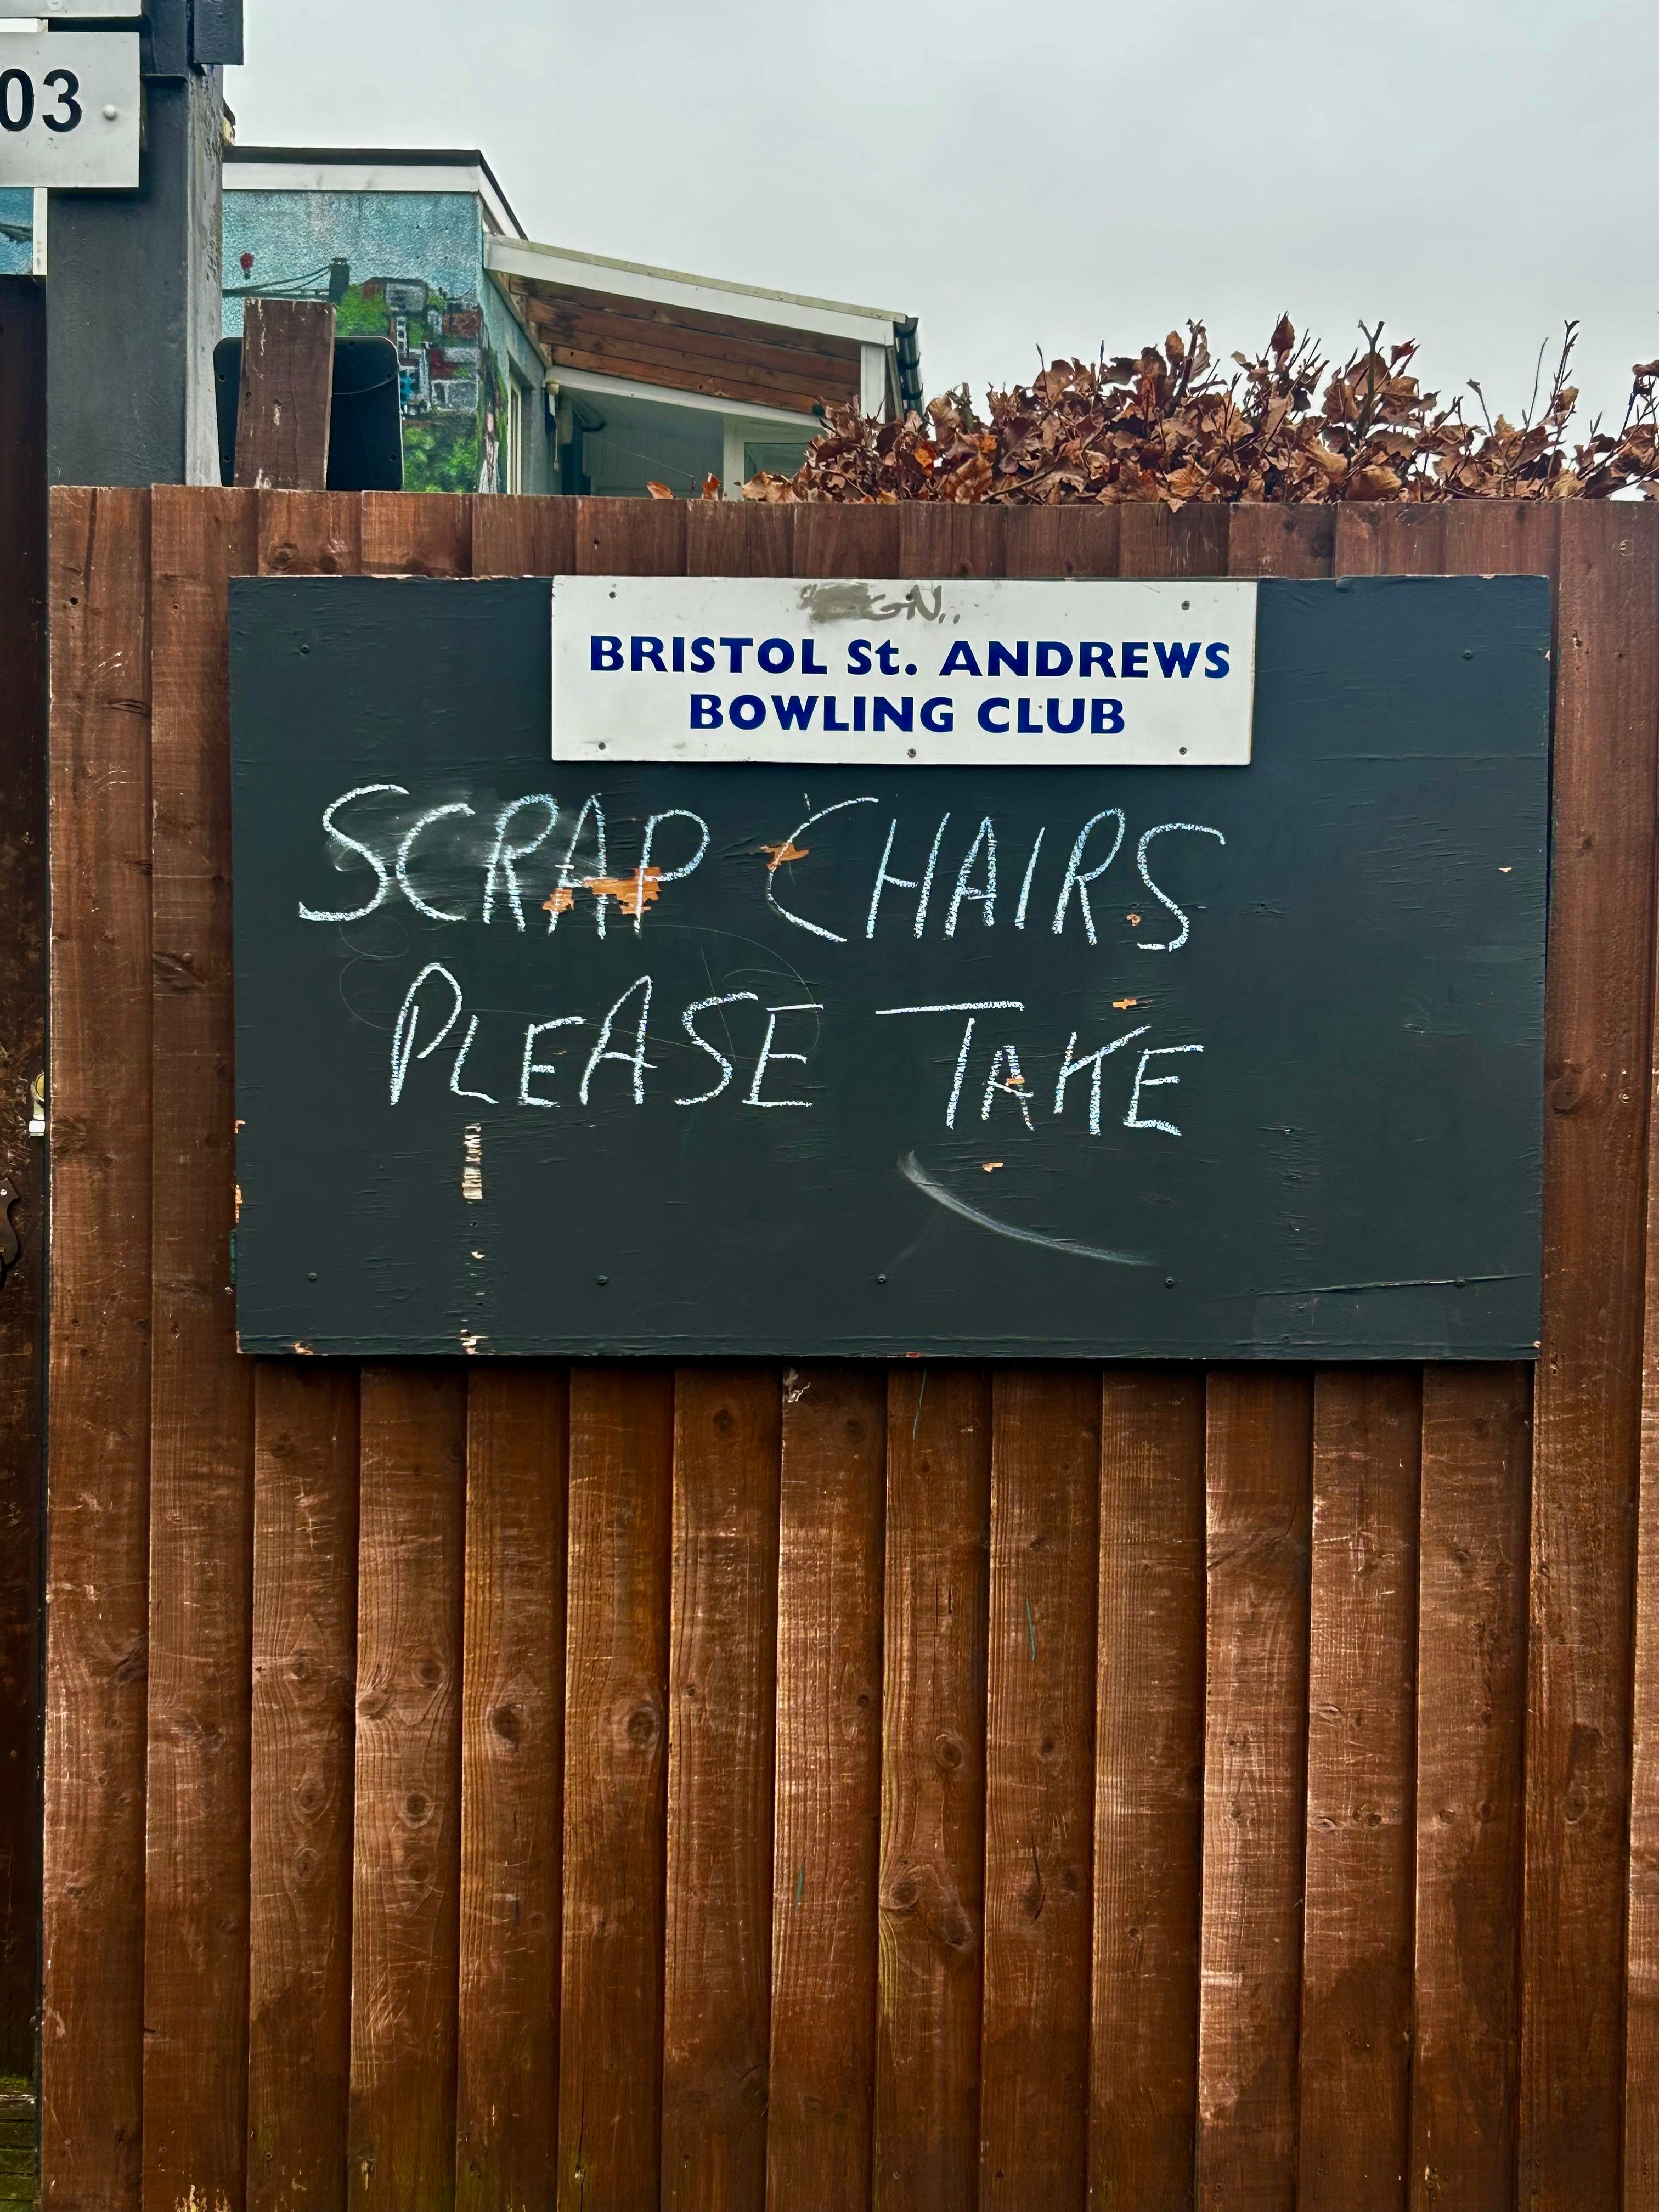 03
BRISTOL St. ANDREWS
BOWLING CLUB
SCRAP CHAIRS
PLEASE TAKE